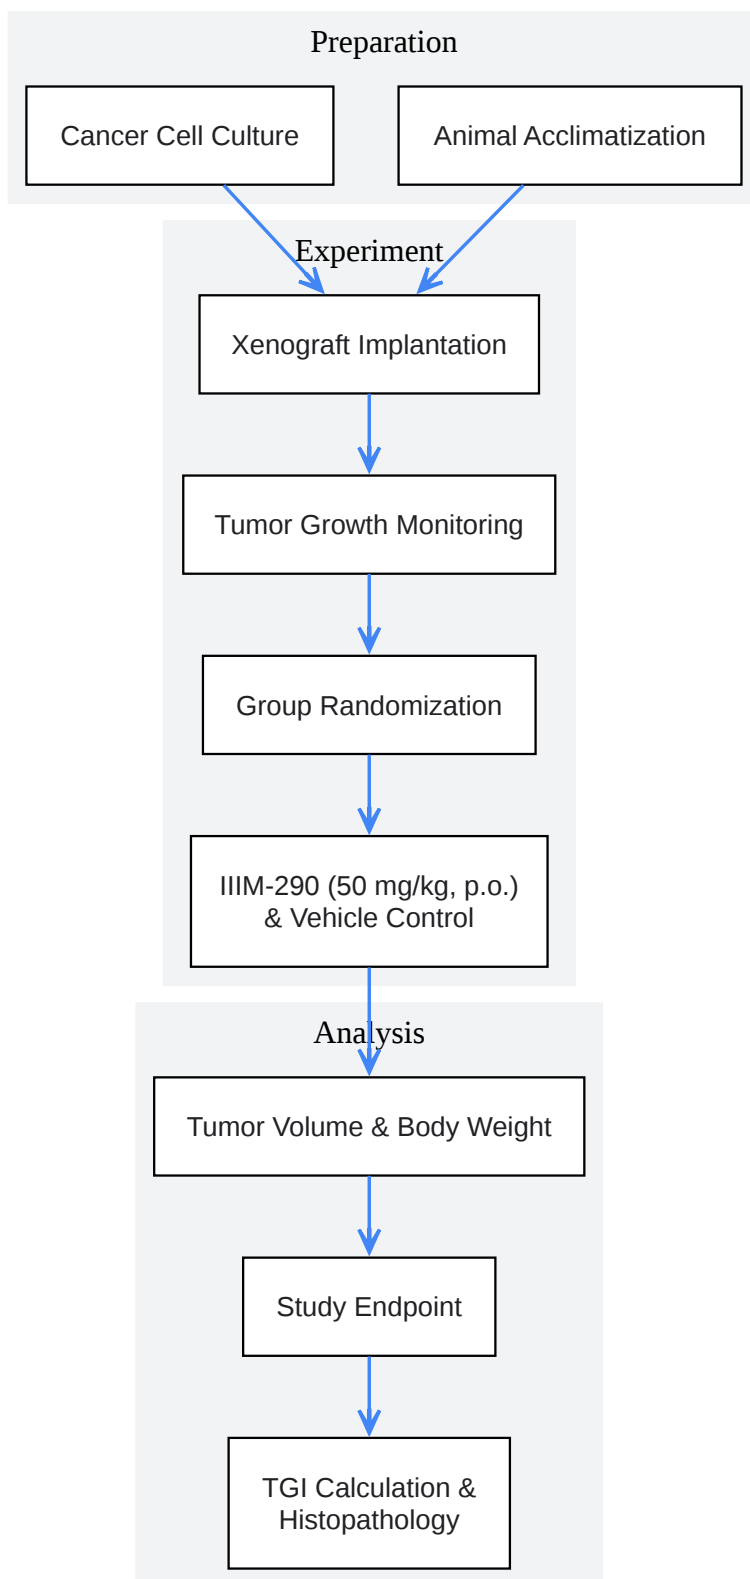 Preparation
Cancer Cell Culture
Animal Acclimatization
Experiment
Xenograft Implantation
Tumor Growth Monitoring
Group Randomization
IIIM-290 (50 mg/kg, p.o.)
& Vehicle Control
Analysis
Tumor Volume & Body Weight
Study Endpoint
TGI Calculation &
Histopathology